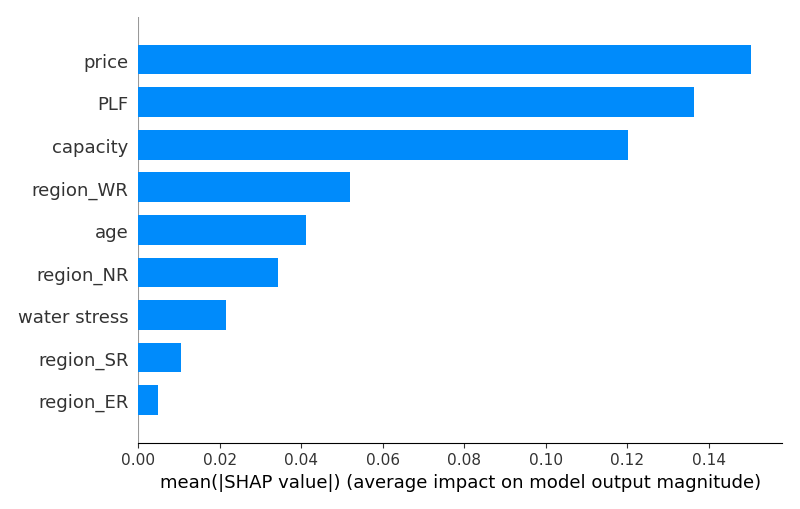 price
PLF
capacity
region_WR
age
region_NR
water stress
region_SR
region_ER
0.00 0.02 0.04 0.06 0.08 0.10 0.12 0.14
mean(|SHAP value|) (average impact on model output magnitude)